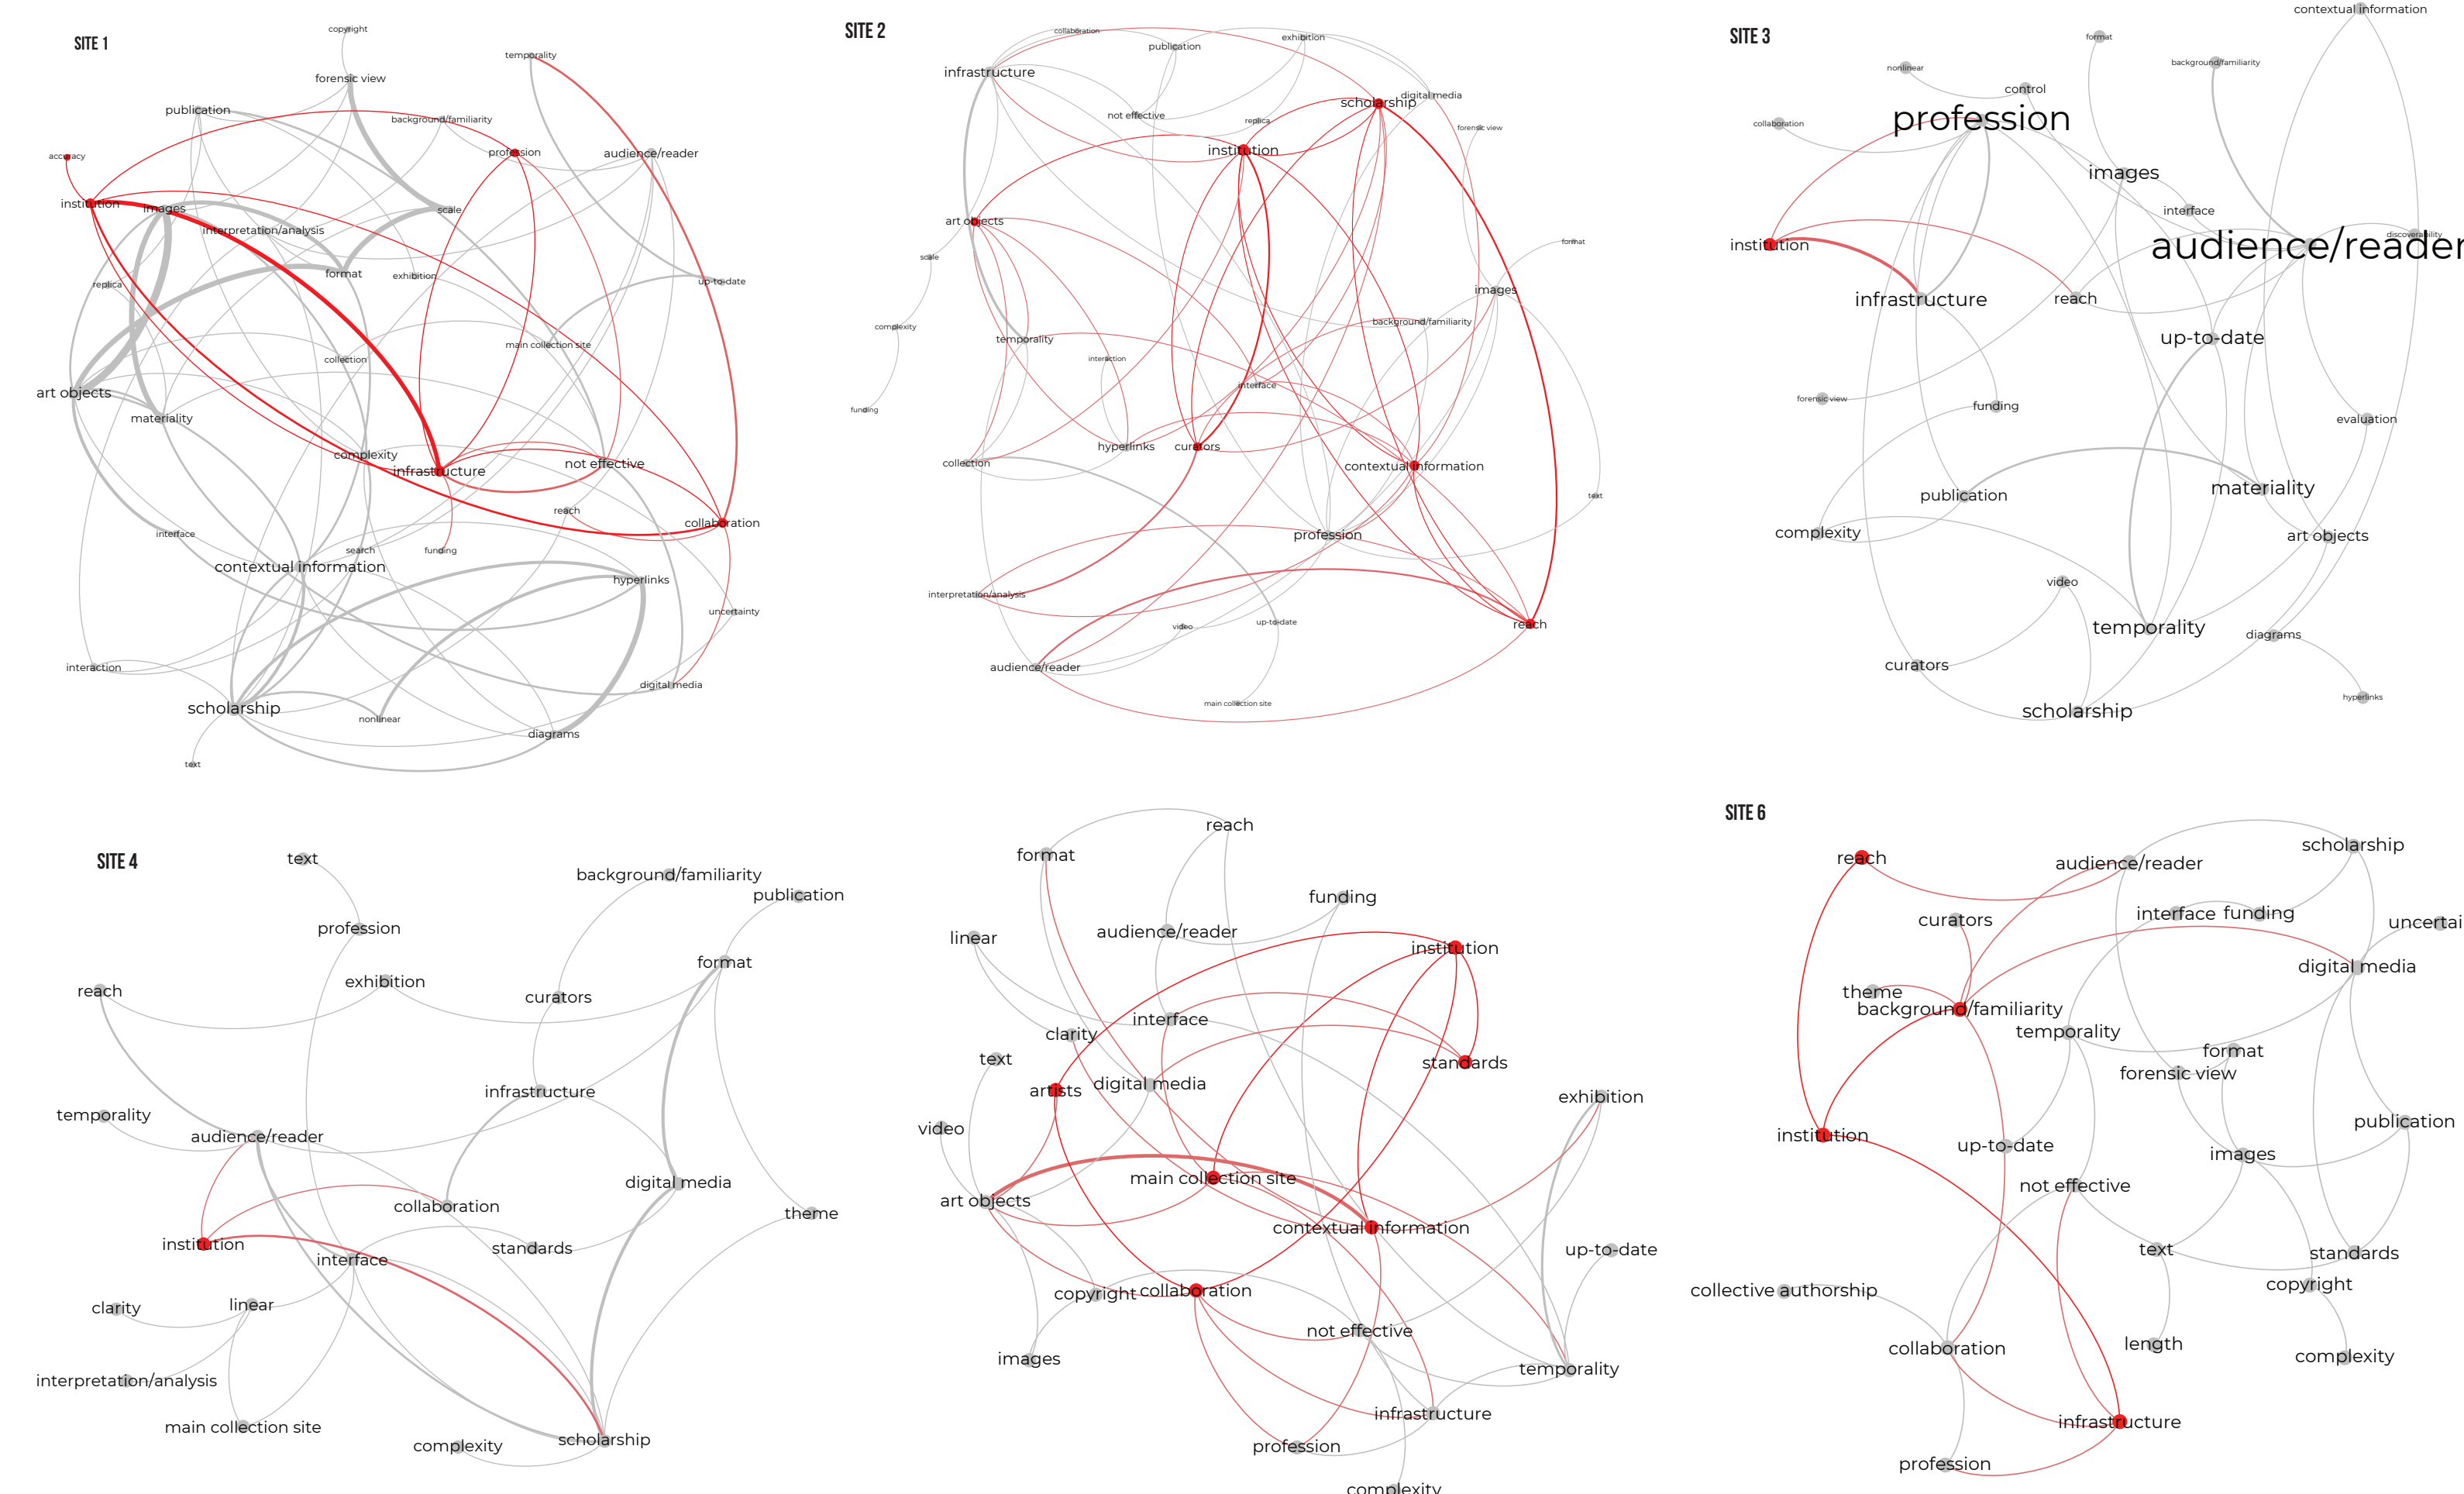 SITE 1
copyright
temporality
forensic view
publication
background/familiarity
profession
audience/reader
accuracy
institution
images
scale
interpretation/analysis
format
exhibition
up-to-date
replica
main collection site
collection
art objects
materiality
complexity
infrastructure
not effective
reach
collaboration
interface
search
funding
contextual information
hyperlinks
uncertainty
interaction
digital media
scholarship
nonlinear
diagrams
text
SITE 2
collaboration
publication
exhibition
infrastructure
digital media
scholarship
not effective
replica
forensic view
institution
art objects
format
scale
images
background/familiarity
complexity
temporality
interaction
interface
funding
hyperlinks
curators
collection
contextual information
text
profession
interpretation/analysis
video
up-to-date
reach
audience/reader
main collection site
SITE 3
contextual information
format
background/familiarity
nonlinear
control
profession
collaboration
images
interface
discoverability
institution
audience/reader
infrastructure
reach
up-to-date
forensic view
funding
evaluation
publication
materiality
complexity
art objects
video
temporality
diagrams
curators
hyperlinks
scholarship
SITE 4
text
background/familiarity
publication
profession
format
exhibition
reach
curators
infrastructure
temporality
audience/reader
digital media
collaboration
theme
institution
standards
interface
clarity
linear
interpretation/analysis
main collection site
complexity
scholarship
reach
format
funding
audience/reader
linear
institution
interface
clarity
text
standards
artists
digital media
exhibition
video
main collection site
art objects
contextual information
up-to-date
copyright
collaboration
not effective
images
temporality
infrastructure
profession
complexity
SITE 6
reach
audience/reader
scholarship
curators
interface
funding
uncertai
digital media
theme
background/familiarity
temporality
format
forensic view
institution
up-to-date
publication
images
not effective
text
standards
collective authorship
copyright
collaboration
length
complexity
infrastructure
profession